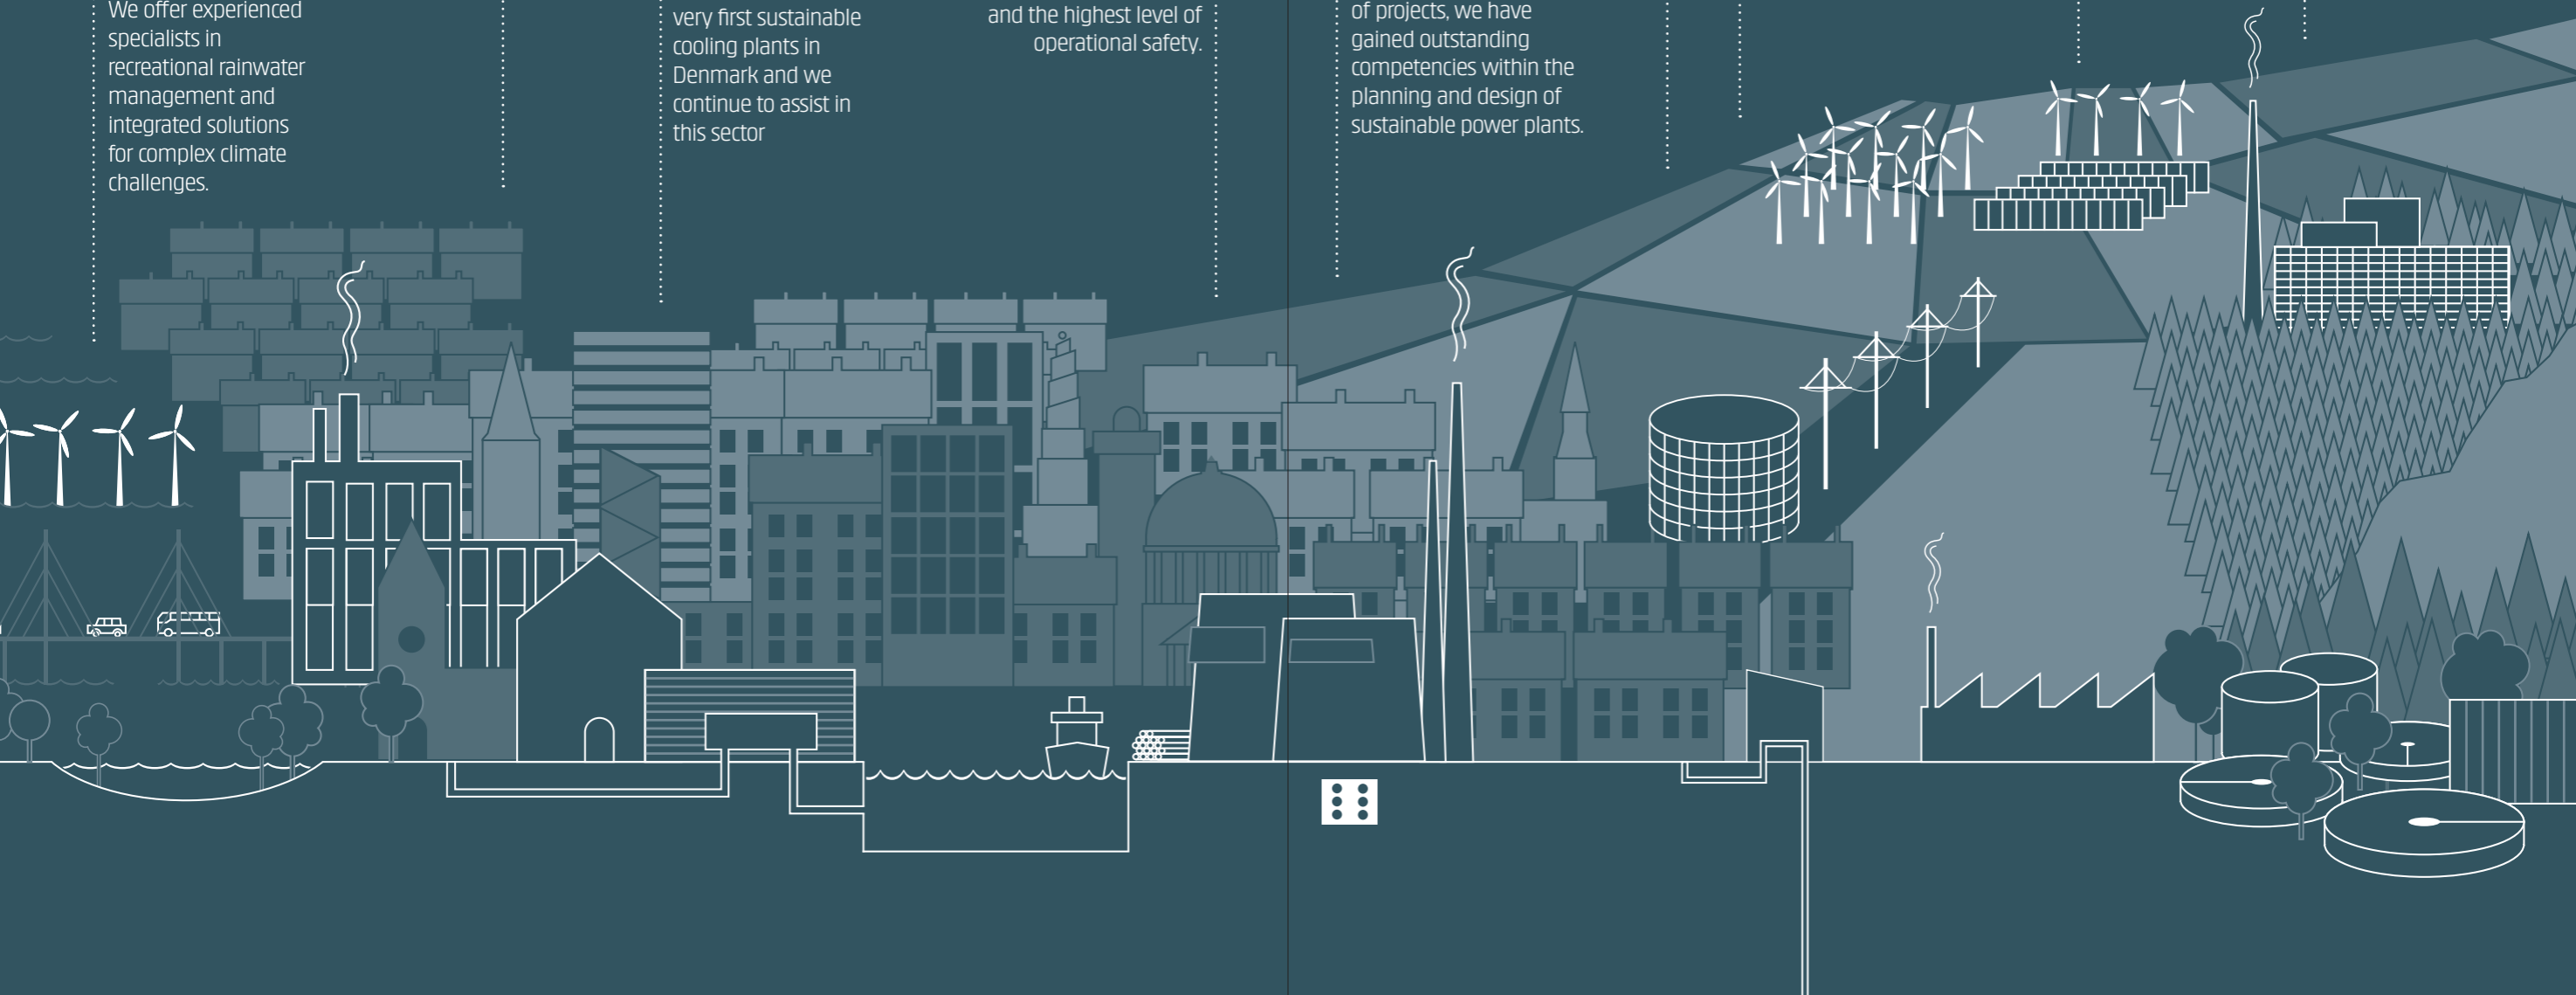 We offer experienced
specialists in
recreational rainwater
management and
integrated solutions
for complex climate
challenges.
very first sustainable
cooling plants in
Denmark and we
continue to assist in
this sector
and the highest level of
operational safety.
of projects, we have
gained outstanding
competencies within the
planning and design of
sustainable power plants.